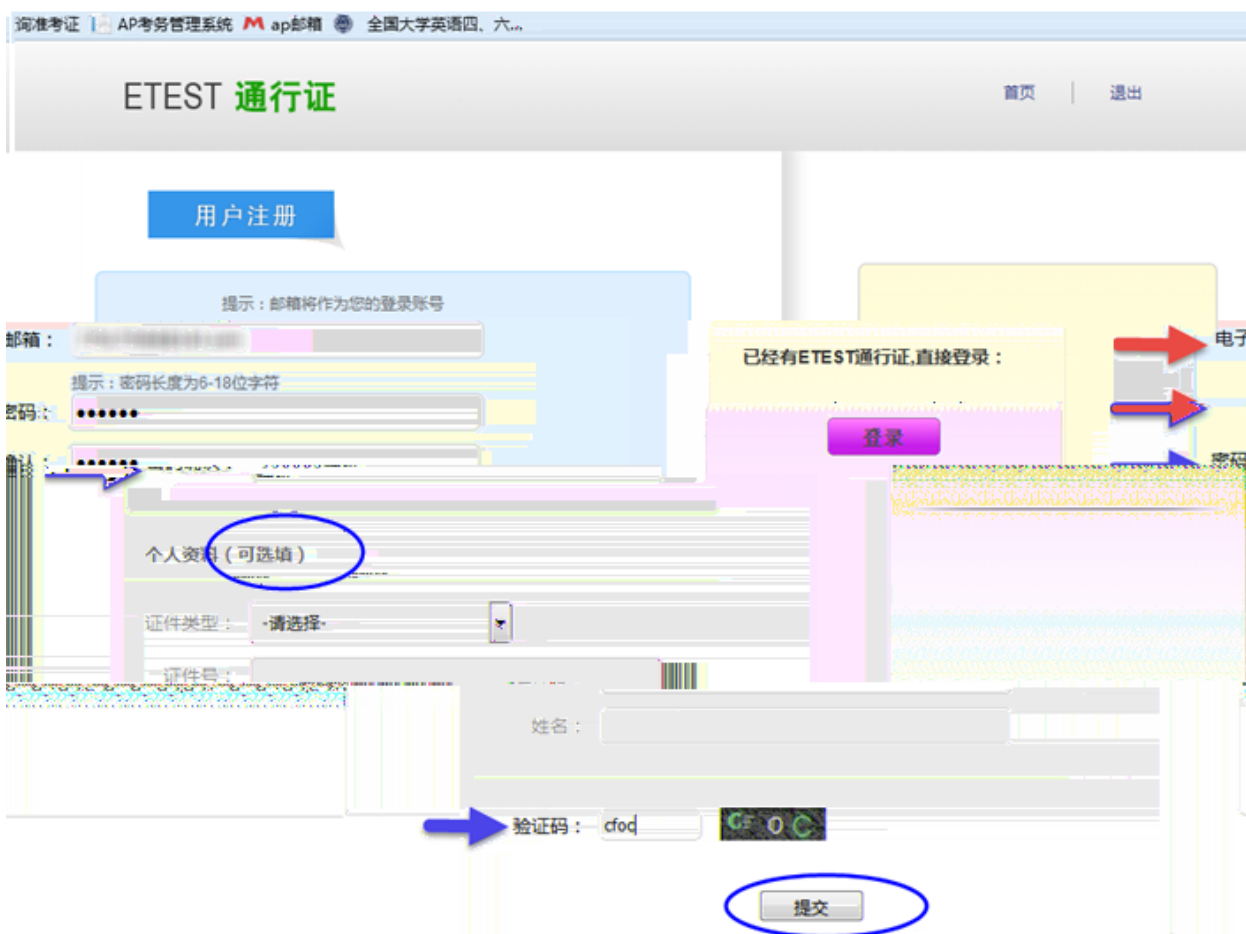 询准考证 AP考务管理系统 ap邮箱 全国大学英语四、六...
ETEST 通行证
首页 | 退出
用户注册
提示：邮箱将作为您的登录账号
邮箱：
电子
已经有ETEST通行证,直接登录：
提示：密码长度为6-18位字符
密码：
登录
密码
个人资料（可选填）
证件类型： -请选择-
证件号：
姓名：
验证码： cfoc
提交